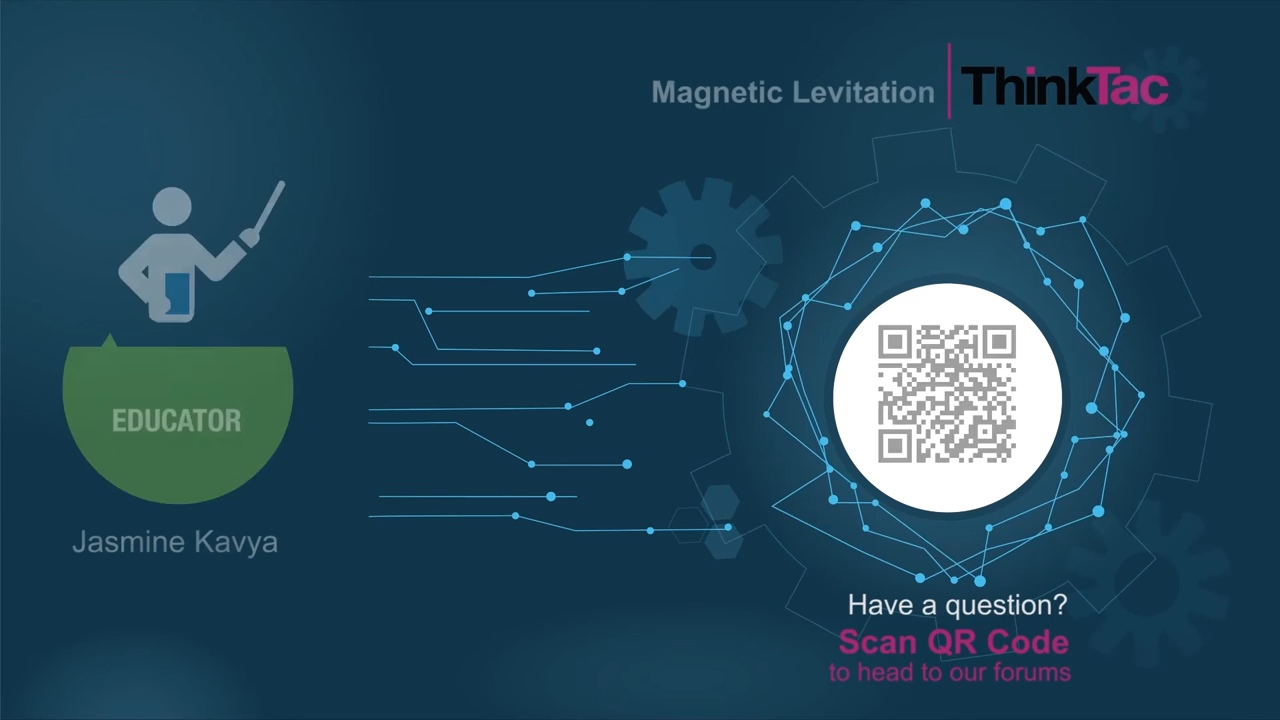 Magnetic Levitation
ThinkTac
EDUCATOR
Jasmine Kavya
Have a question?
Scan QR Code
to head to our forums